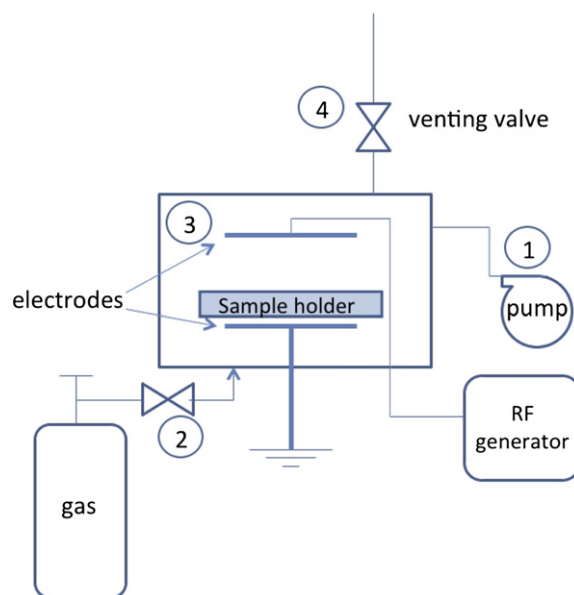 4
venting valve
3
1
electrodes
Sample holder
pump
2
RF
generator
gas